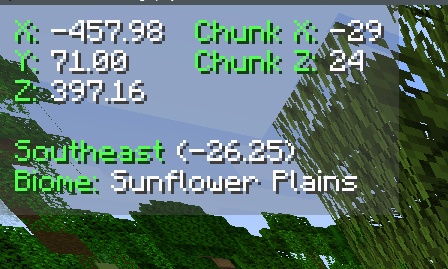 X: -457.98 Chunk X: -29
Y: 71.00 Chunk Z: 24
Z: 397.16
Southeast (-26.25)
Biome: Sunflower Plains